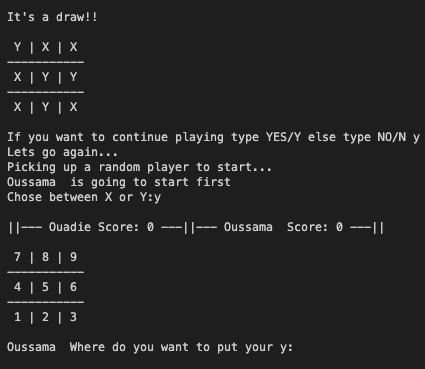 It's a draw!!
Y | X | X
-----------
X | Y | Y
-----------
X | Y | X
If you want to continue playing type YES/Y else type NO/N y
Lets go again...
Picking up a random player to start...
Oussama  is going to start first
Chose between X or Y:y
||--- Ouadie Score: 0 ---||--- Oussama  Score: 0 ---||
7 | 8 | 9
-----------
4 | 5 | 6
-----------
1 | 2 | 3
Oussama  Where do you want to put your y: